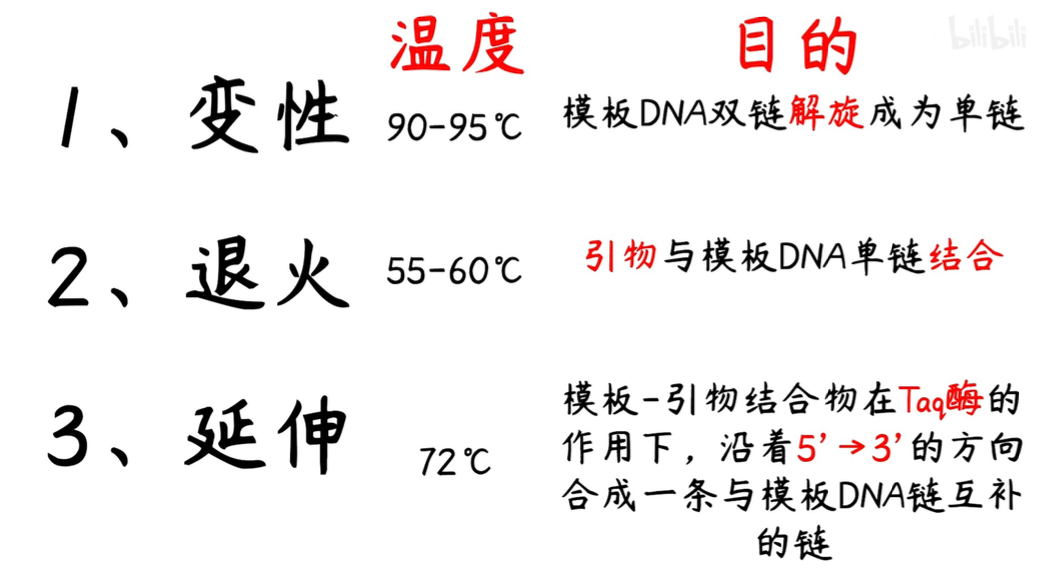 温度 目的 bilibili
1、变性 90-95℃ 模板DNA双链解旋成为单链
2、退火 55-60℃ 引物与模板DNA单链结合
3、延伸 72℃ 模板-引物结合物在Taq酶的
作用下，沿着5’→3’的方向
合成一条与模板DNA链互补
的链